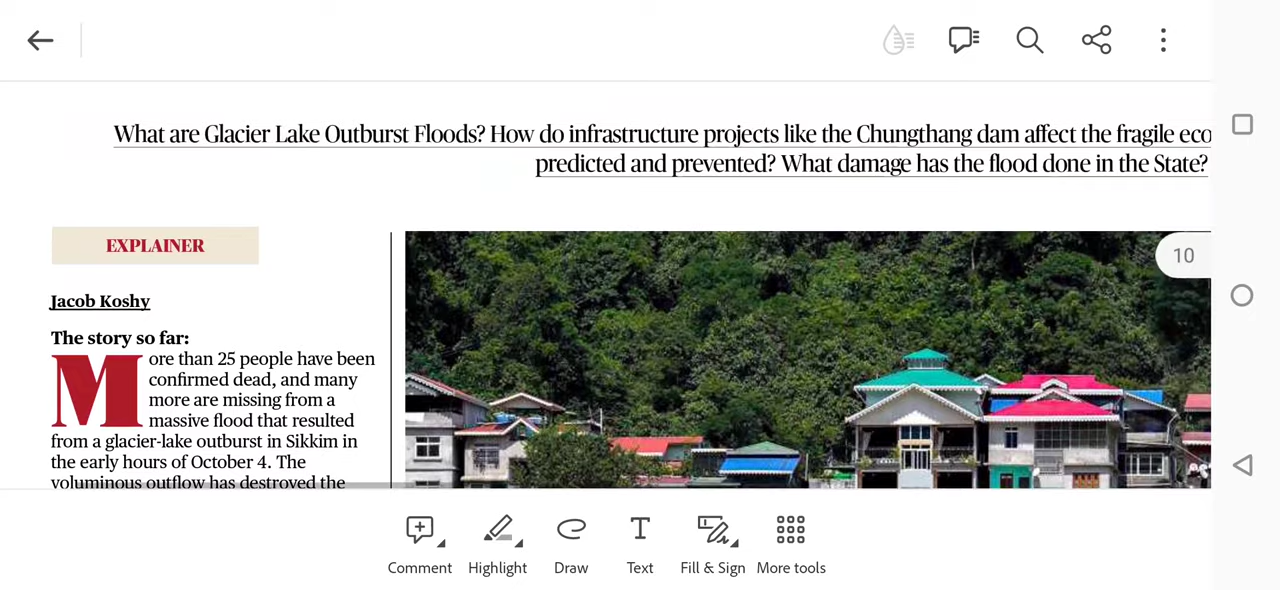 What are Glacier Lake Outburst Floods? How do infrastructure projects like the Chungthang dam affect the fragile eco
predicted and prevented? What damage has the flood done in the State?
EXPLAINER
10
Jacob Koshy
The story so far:
More than 25 people have been
confirmed dead, and many
more are missing from a
massive flood that resulted
from a glacier-lake outburst in Sikkim in
the early hours of October 4. The
voluminous outflow has destroyed the
Comment Highlight Draw Text Fill & Sign More tools